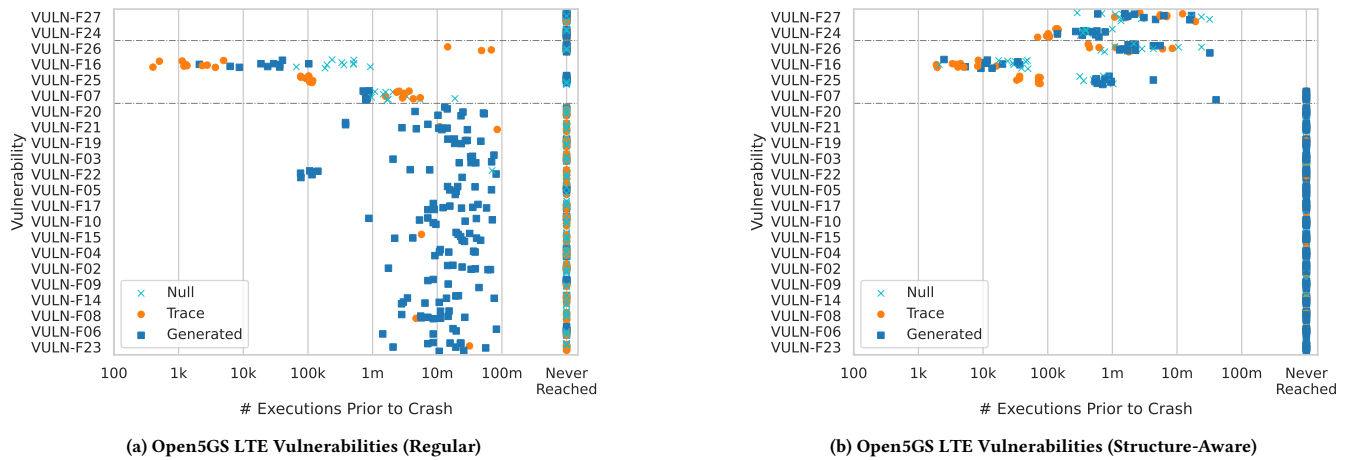 Vulnerability
VULN-F27
VULN-F24
VULN-F26
VULN-F16
VULN-F25
VULN-F07
VULN-F20
VULN-F21
VULN-F19
VULN-F03
VULN-F22
VULN-F05
VULN-F17
VULN-F10
VULN-F15
VULN-F04
VULN-F02
VULN-F09
VULN-F14
VULN-F08
VULN-F06
VULN-F23
Null
Trace
Generated
100 1k 10k 100k 1m 10m 100m Never
Reached
# Executions Prior to Crash
(a) Open5GS LTE Vulnerabilities (Regular)
Vulnerability
VULN-F27
VULN-F24
VULN-F26
VULN-F16
VULN-F25
VULN-F07
VULN-F20
VULN-F21
VULN-F19
VULN-F03
VULN-F22
VULN-F05
VULN-F17
VULN-F10
VULN-F15
VULN-F04
VULN-F02
VULN-F09
VULN-F14
VULN-F08
VULN-F06
VULN-F23
Null
Trace
Generated
100 1k 10k 100k 1m 10m 100m Never
Reached
# Executions Prior to Crash
(b) Open5GS LTE Vulnerabilities (Structure-Aware)